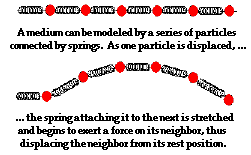 A medium can be modeled by a series of particles
connected by springs. As one particle is displaced, ...
... the spring attaching it to the next is stretched
and begins to exert a force on its neighbor, thus
displacing the neighbor from its rest position.